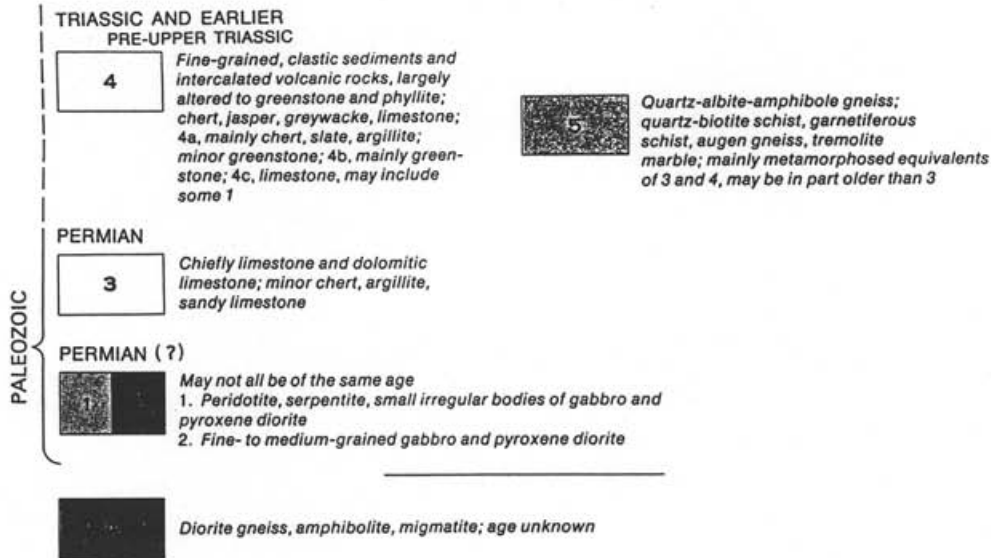 TRIASSIC AND EARLIER
PRE-UPPER TRIASSIC
4
Fine-grained, clastic sediments and
intercalated volcanic rocks, largely
altered to greenstone and phyllite;
chert, jasper, greywacke, limestone;
4a, mainly chert, slate, argillite;
minor greenstone; 4b, mainly green-
stone; 4c, limestone, may include
some 1
5
Quartz-albite-amphibole gneiss;
quartz-biotite schist, garnetiferous
schist, augen gneiss, tremolite
marble; mainly metamorphosed equivalents
of 3 and 4, may be in part older than 3
PALEOZOIC
PERMIAN
3
Chiefly limestone and dolomitic
limestone; minor chert, argillite,
sandy limestone
PERMIAN (?)
1
May not all be of the same age
1. Peridotite, serpentite, small irregular bodies of gabbro and
pyroxene diorite
2. Fine- to medium-grained gabbro and pyroxene diorite
Diorite gneiss, amphibolite, migmatite; age unknown